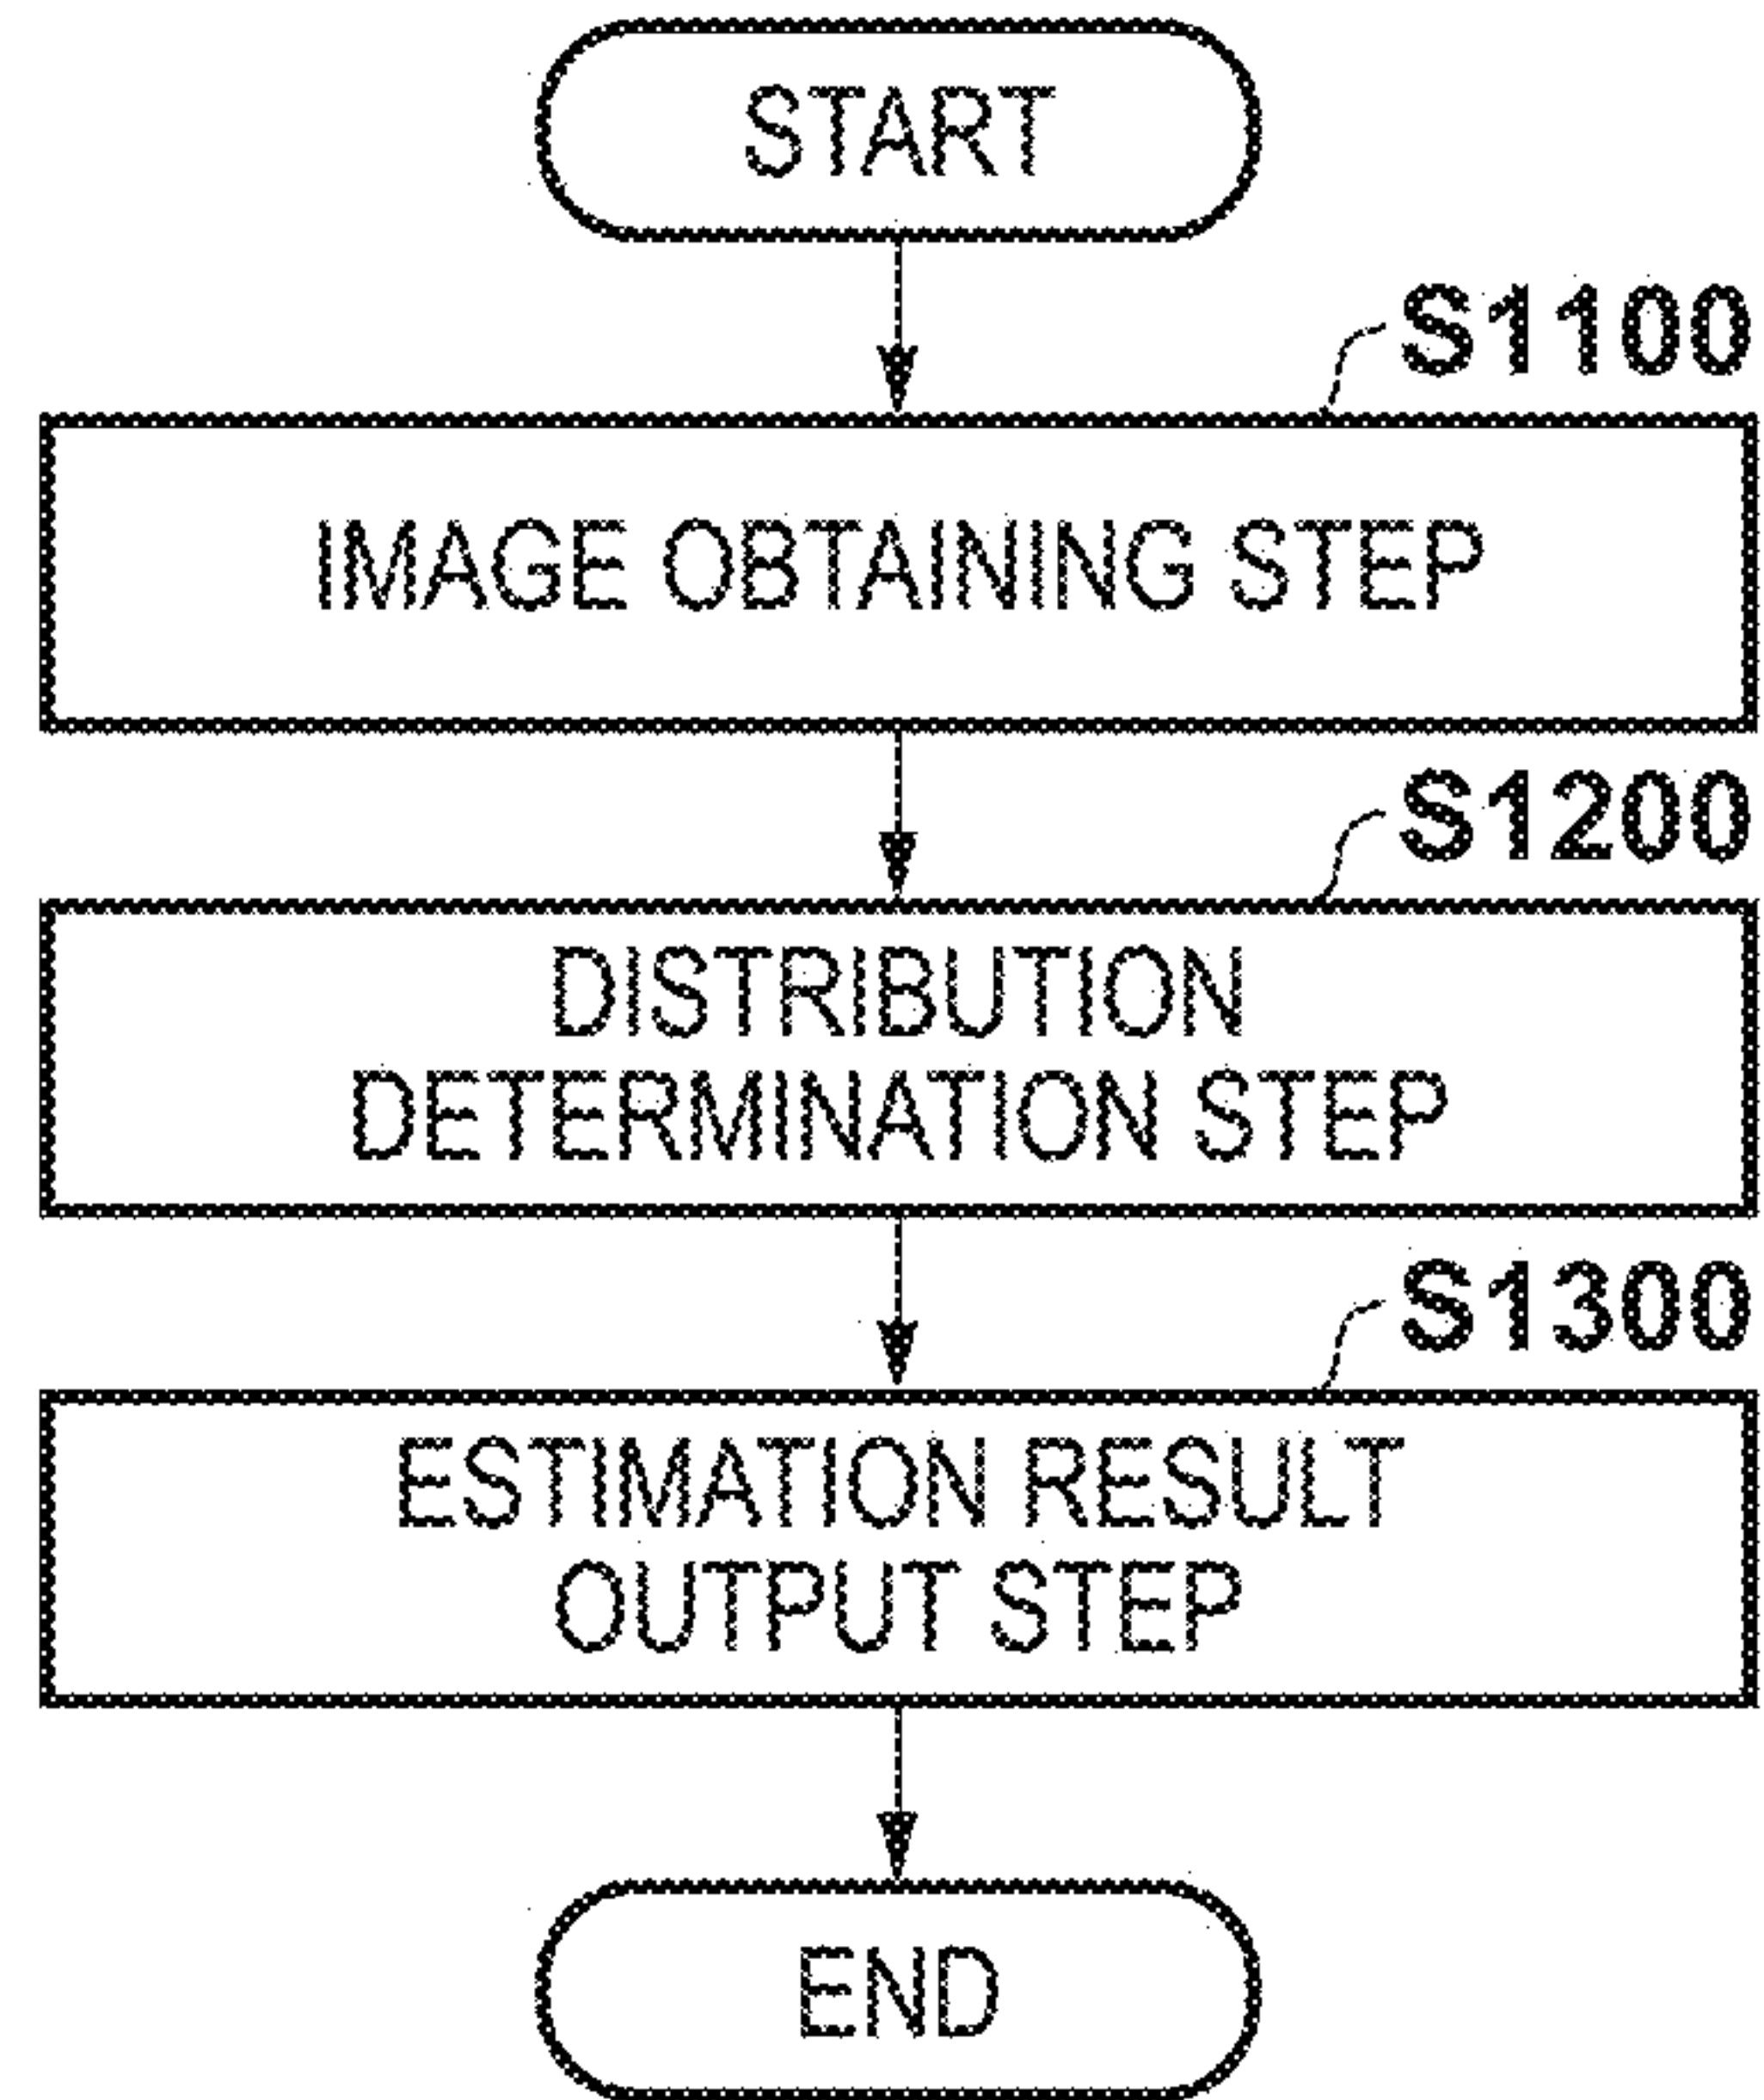 START
S1100
IMAGE OBTAINING STEP
S1200
DISTRIBUTION
DETERMINATION STEP
S1300
ESTIMATION RESULT
OUTPUT STEP
END